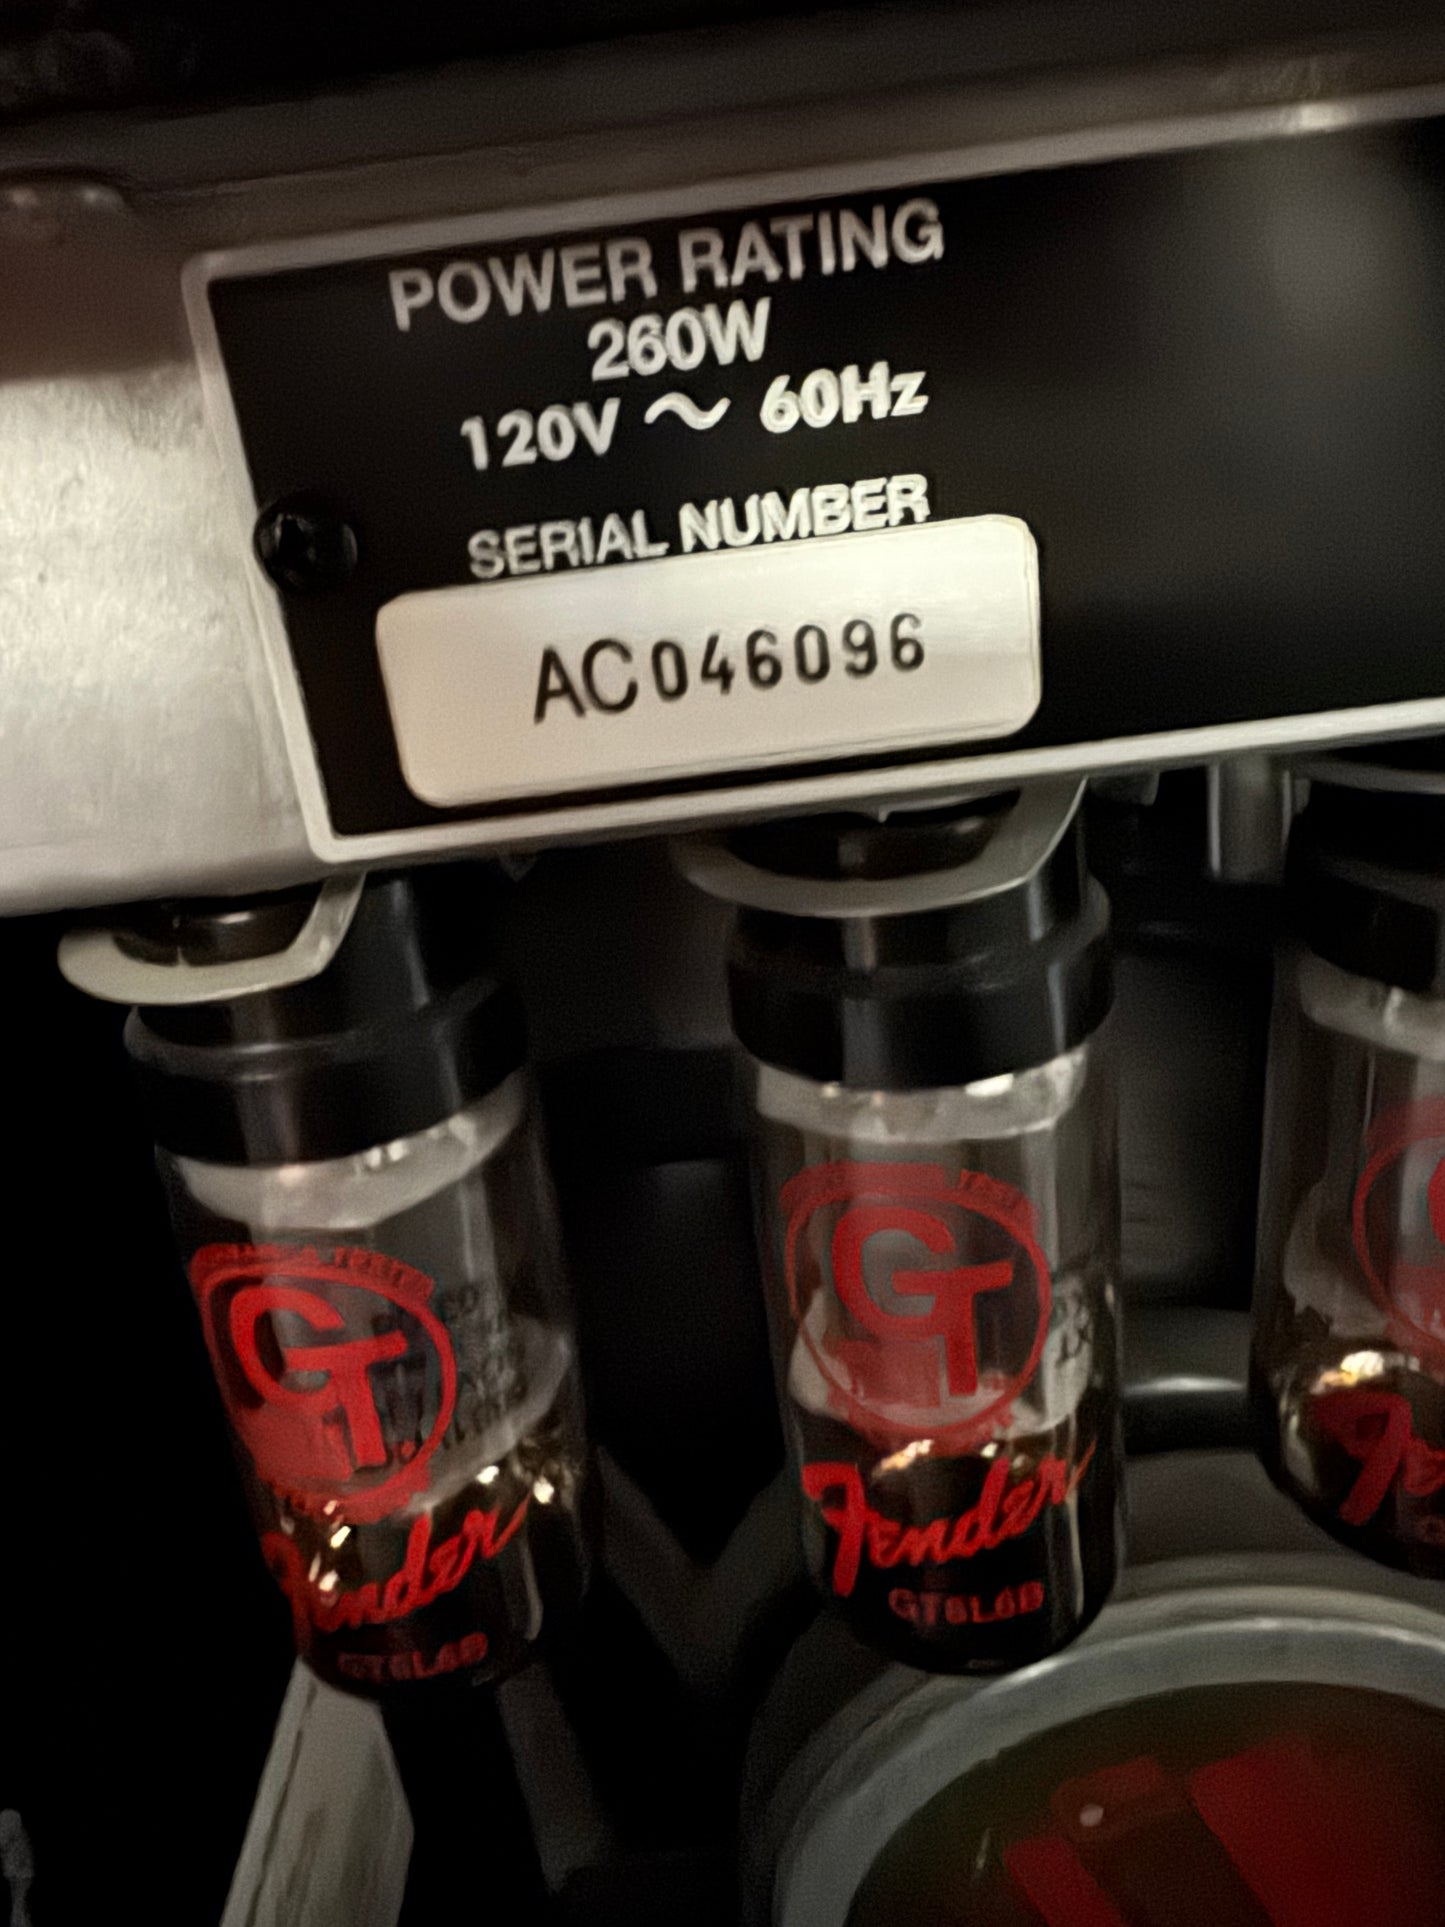 POWER RATING
260W
120V ~ 60Hz
SERIAL NUMBER
AC046096
GT
Fender
GT6L6B
GT
Fender
GT6L6B